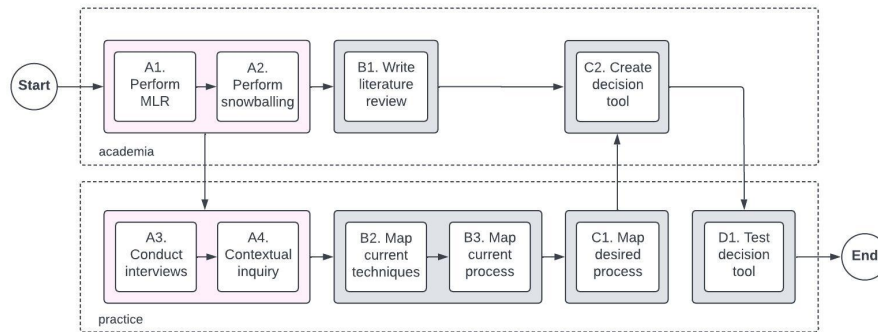 Start
A1.
Perform
MLR
A2.
Perform
snowballing
B1. Write
literature
review
C2. Create
decision
tool
academia
A3.
Conduct
interviews
A4.
Contextual
inquiry
B2. Map
current
techniques
B3. Map
current
process
C1. Map
desired
process
D1. Test
decision
tool
End
practice